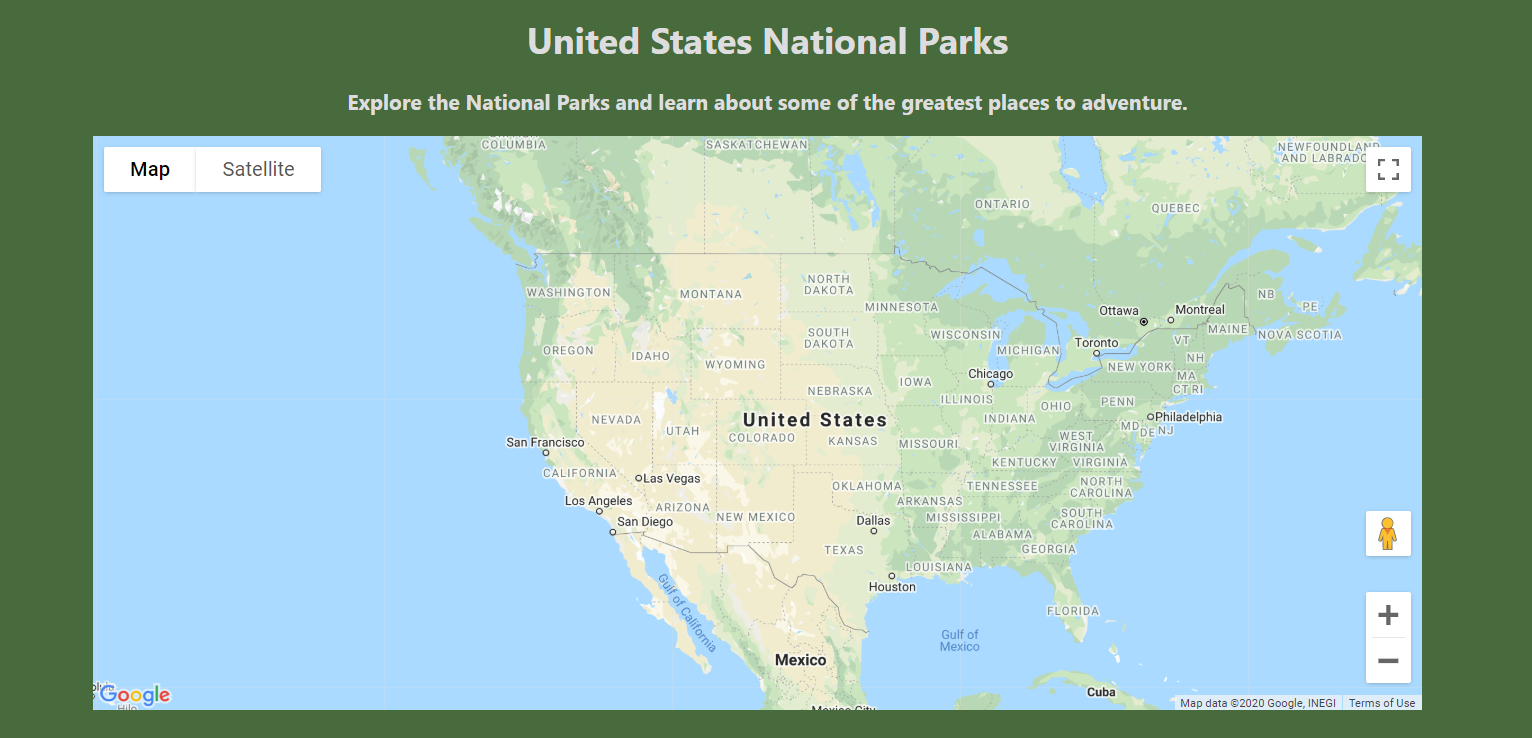 United States National Parks
Explore the National Parks and learn about some of the greatest places to adventure.
Map
Satellite
COLUMBIA
SASKATCHEWAN
NEWFOUNDLAND
AND LABRADO
ONTARIO
QUEBEC
WASHINGTON
MONTANA
NORTH
DAKOTA
MINNESOTA
NB
PE
Ottawa
Montreal
MAINE
NOVA SCOTIA
OREGON
IDAHO
WYOMING
SOUTH
DAKOTA
WISCONSIN
MICHIGAN
Toronto
VT
NH
NEW YORK
MA
CT
RI
Chicago
IOWA
NEBRASKA
ILLINOIS
INDIANA
OHIO
PENN
Philadelphia
MD
DE
NJ
NEVADA
UTAH
United States
COLORADO
KANSAS
MISSOURI
WEST
VIRGINIA
KENTUCKY
VIRGINIA
San Francisco
CALIFORNIA
Las Vegas
OKLAHOMA
TENNESSEE
NORTH
CAROLINA
Los Angeles
ARIZONA
NEW MEXICO
ARKANSAS
San Diego
Dallas
MISSISSIPPI
SOUTH
CAROLINA
ALABAMA
TEXAS
GEORGIA
LOUISIANA
Houston
Gulf of California
FLORIDA
Gulf of
Mexico
Mexico
Cuba
Google
Hilo
Mexico City
Map data ©2020 Google, INEGI
Terms of Use